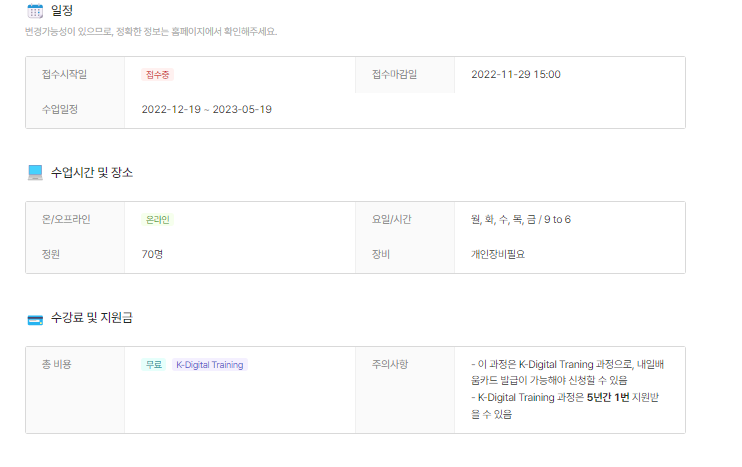 일정
변경가능성이 있으므로, 정확한 정보는 홈페이지에서 확인해주세요.
접수시작일 접수중 접수마감일 2022-11-29 15:00
수업일정 2022-12-19 ~ 2023-05-19
수업시간 및 장소
온/오프라인 온라인 요일/시간 월, 화, 수, 목, 금 / 9 to 6
정원 70명 장비 개인장비필요
수강료 및 지원금
총 비용 무료 K-Digital Training 주의사항 - 이 과정은 K-Digital Traning 과정으로, 내일배
움카드 발급이 가능해야 신청할 수 있음
- K-Digital Training 과정은 5년간 1번 지원받
을 수 있음